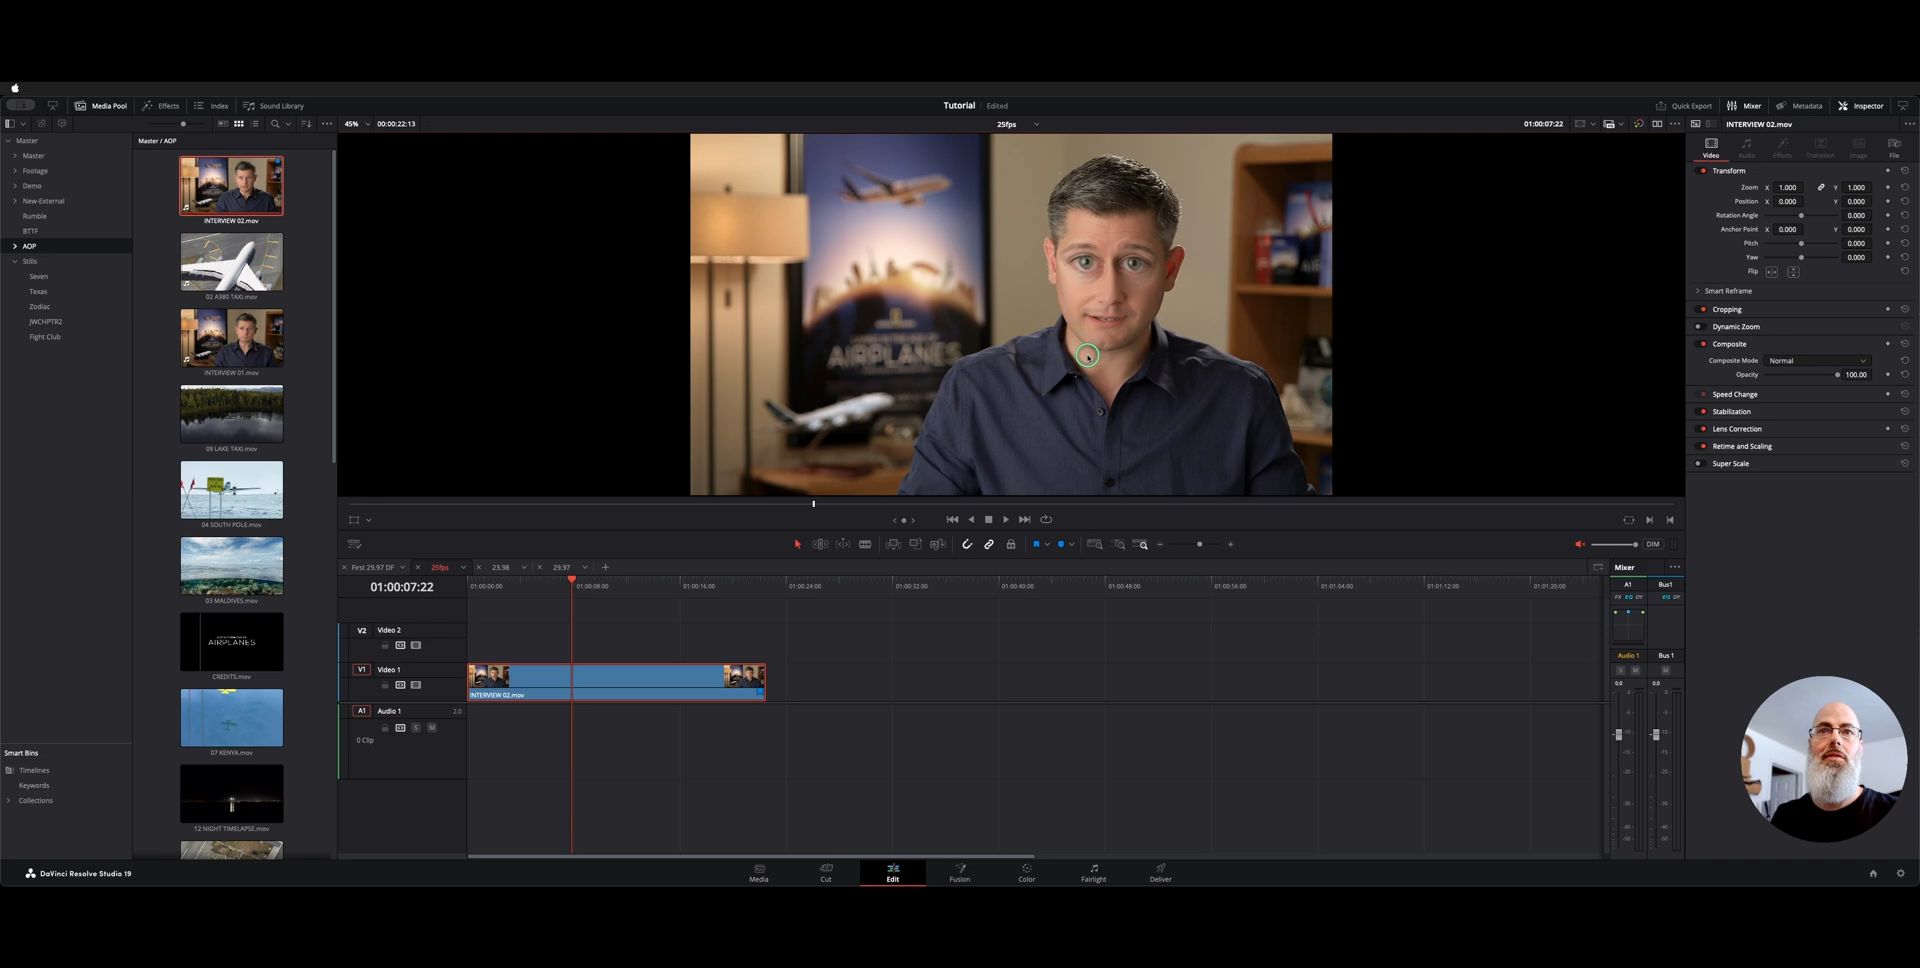 Media Pool Effects Index Sound Library Tutorial Edited Quick Export Mixer Metadata Inspector
45% 00:00:22:13 25fps 01:00:07:22 INTERVIEW 02.mov
Master
Master
Footage
Demo
New-External
Rumble
BTTF
AOP
Stills
Seven
Texas
Zodiac
JWCHPTR2
Fight Club
Smart Bins
Timelines
Keywords
Collections
Master / AOP
INTERVIEW 02.mov
02 A380 TAXI.mov
INTERVIEW 01.mov
09 LAKE TAXI.mov
04 SOUTH POLE.mov
03 MALDIVES.mov
AIRPLANES
CREDITS.mov
07 KENYA.mov
12 NIGHT TIMELAPSE.mov
AIRPLANES
Video Audio Effects Transition Image File
Transform
Zoom X 1.000 Y 1.000
Position X 0.000 Y 0.000
Rotation Angle 0.000
Anchor Point X 0.000 Y 0.000
Pitch 0.000
Yaw 0.000
Flip
Smart Reframe
Cropping
Dynamic Zoom
Composite
Composite Mode Normal
Opacity 100.00
Speed Change
Stabilization
Lens Correction
Retime and Scaling
Super Scale
DIM
First 29.97 DF 25fps 23.98 29.97
01:00:07:22 01:00:00:00 01:00:08:00 01:00:16:00 01:00:24:00 01:00:32:00 01:00:40:00 01:00:48:00 01:00:56:00 01:01:04:00 01:01:12:00 01:01:20:00
V2 Video 2
V1 Video 1
INTERVIEW 02.mov
A1 Audio 1 2.0
S M
0 Clip
Mixer
A1 Bus1
FX EQ DY EQ DY
Audio 1 Bus 1
S M M
0.0 0.0
DaVinci Resolve Studio 19
Media Cut Edit Fusion Color Fairlight Deliver